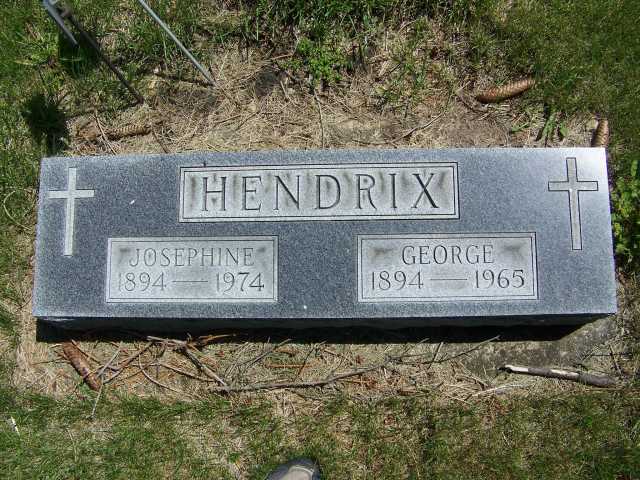 HENDRIX
JOSEPHINE
1894 — 1974
GEORGE
1894 — 1965